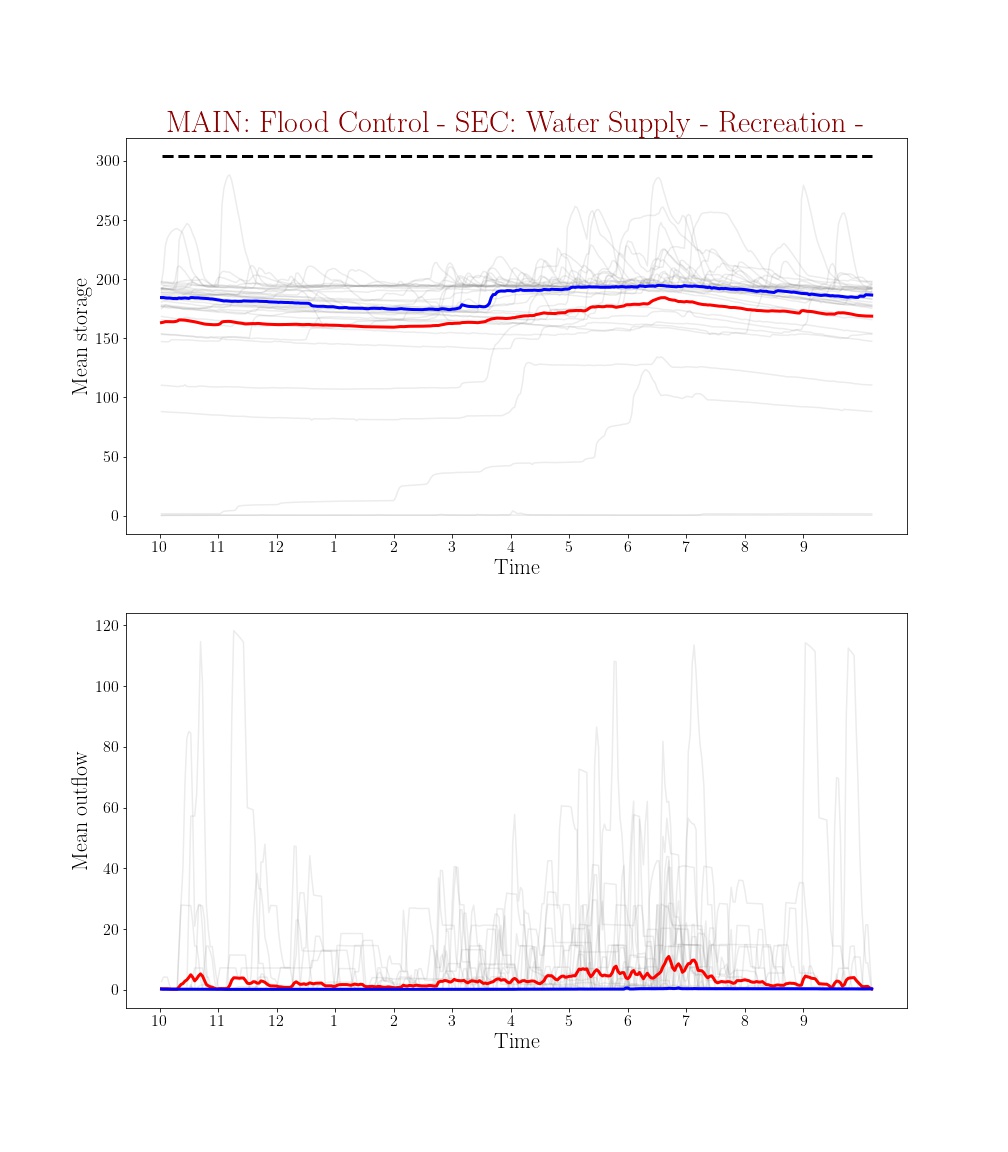 MAIN: Flood Control - SEC: Water Supply - Recreation -
300
250
200
150
100
50
0
Mean storage
10 11 12 1 2 3 4 5 6 7 8 9
Time
120
100
80
60
40
20
0
Mean outflow
10 11 12 1 2 3 4 5 6 7 8 9
Time